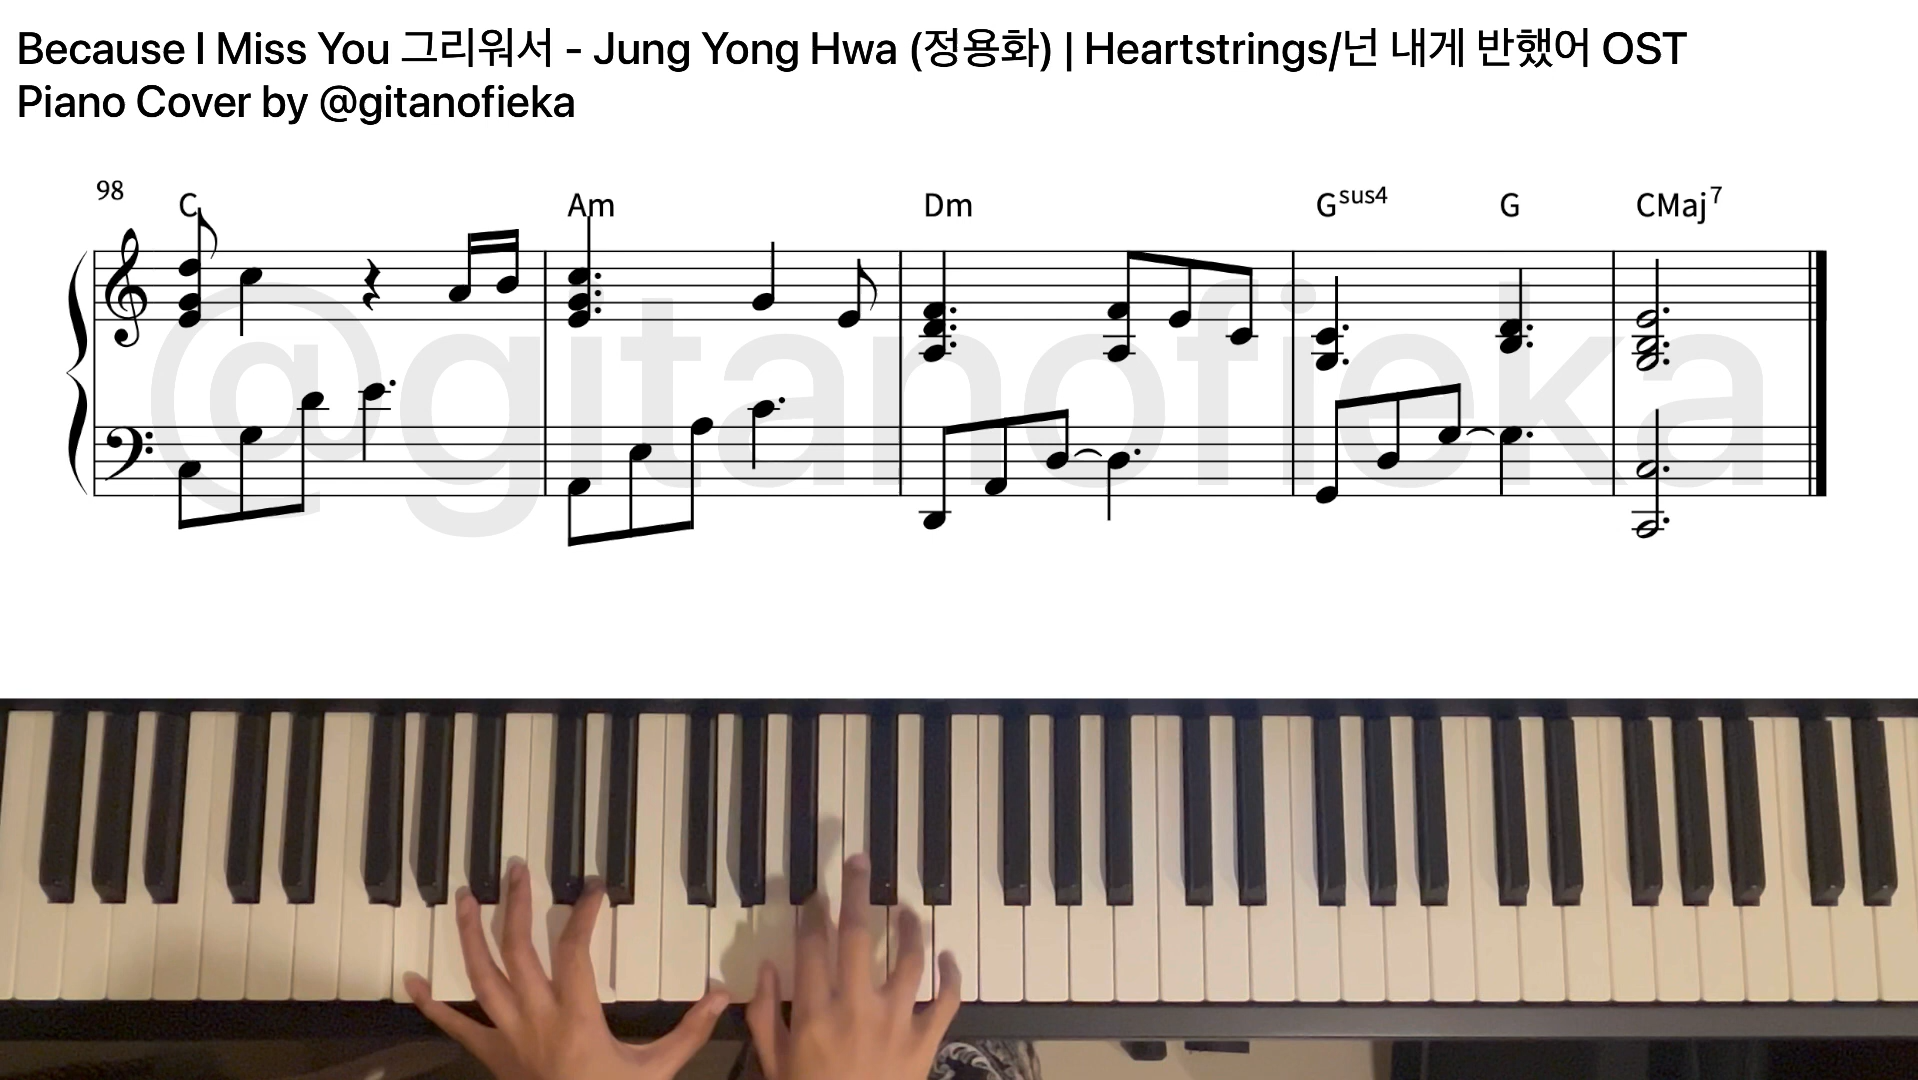 Because I Miss You 그리워서 - Jung Yong Hwa (정용화) | Heartstrings/넌 내게 반했어 OST
Piano Cover by @gitanofieka
98 C Am Dm Gsus4 G CMaj7
@gitanofieka